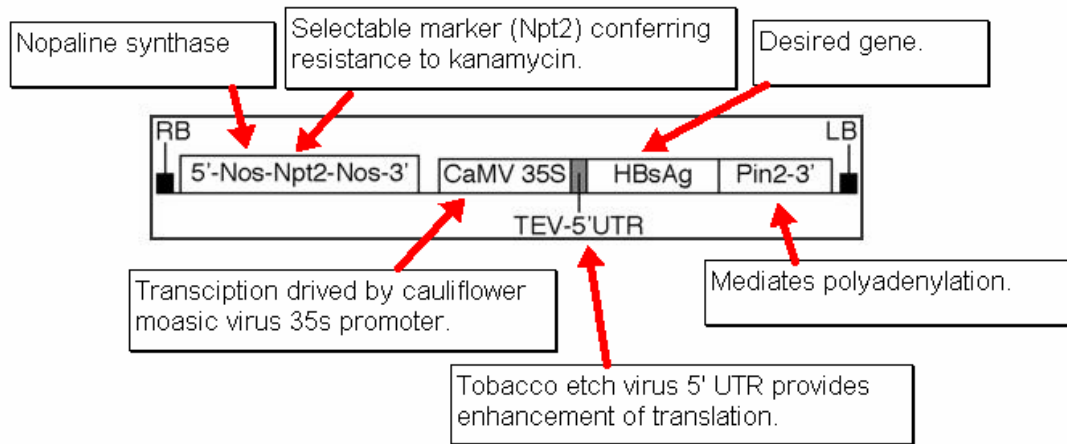 Nopaline synthase
Selectable marker (Npt2) conferring
resistance to kanamycin.
Desired gene.
RB
LB
5'-Nos-Npt2-Nos-3'
CaMV 35S
HBsAg
Pin2-3'
TEV-5'UTR
Transciption drived by cauliflower
moasic virus 35s promoter.
Mediates polyadenylation.
Tobacco etch virus 5' UTR provides
enhancement of translation.